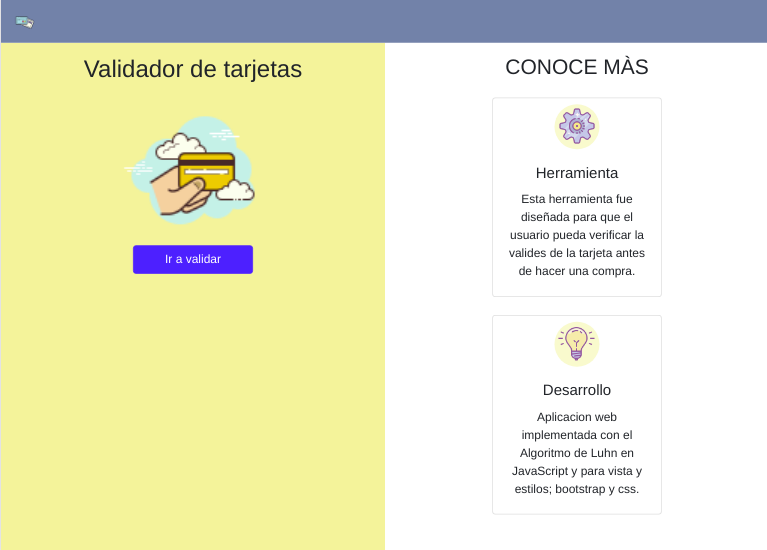 Validador de tarjetas
Ir a validar
CONOCE MÀS
Herramienta
Esta herramienta fue
diseñada para que el
usuario pueda verificar la
valides de la tarjeta antes
de hacer una compra.
Desarrollo
Aplicacion web
implementada con el
Algoritmo de Luhn en
JavaScript y para vista y
estilos; bootstrap y css.